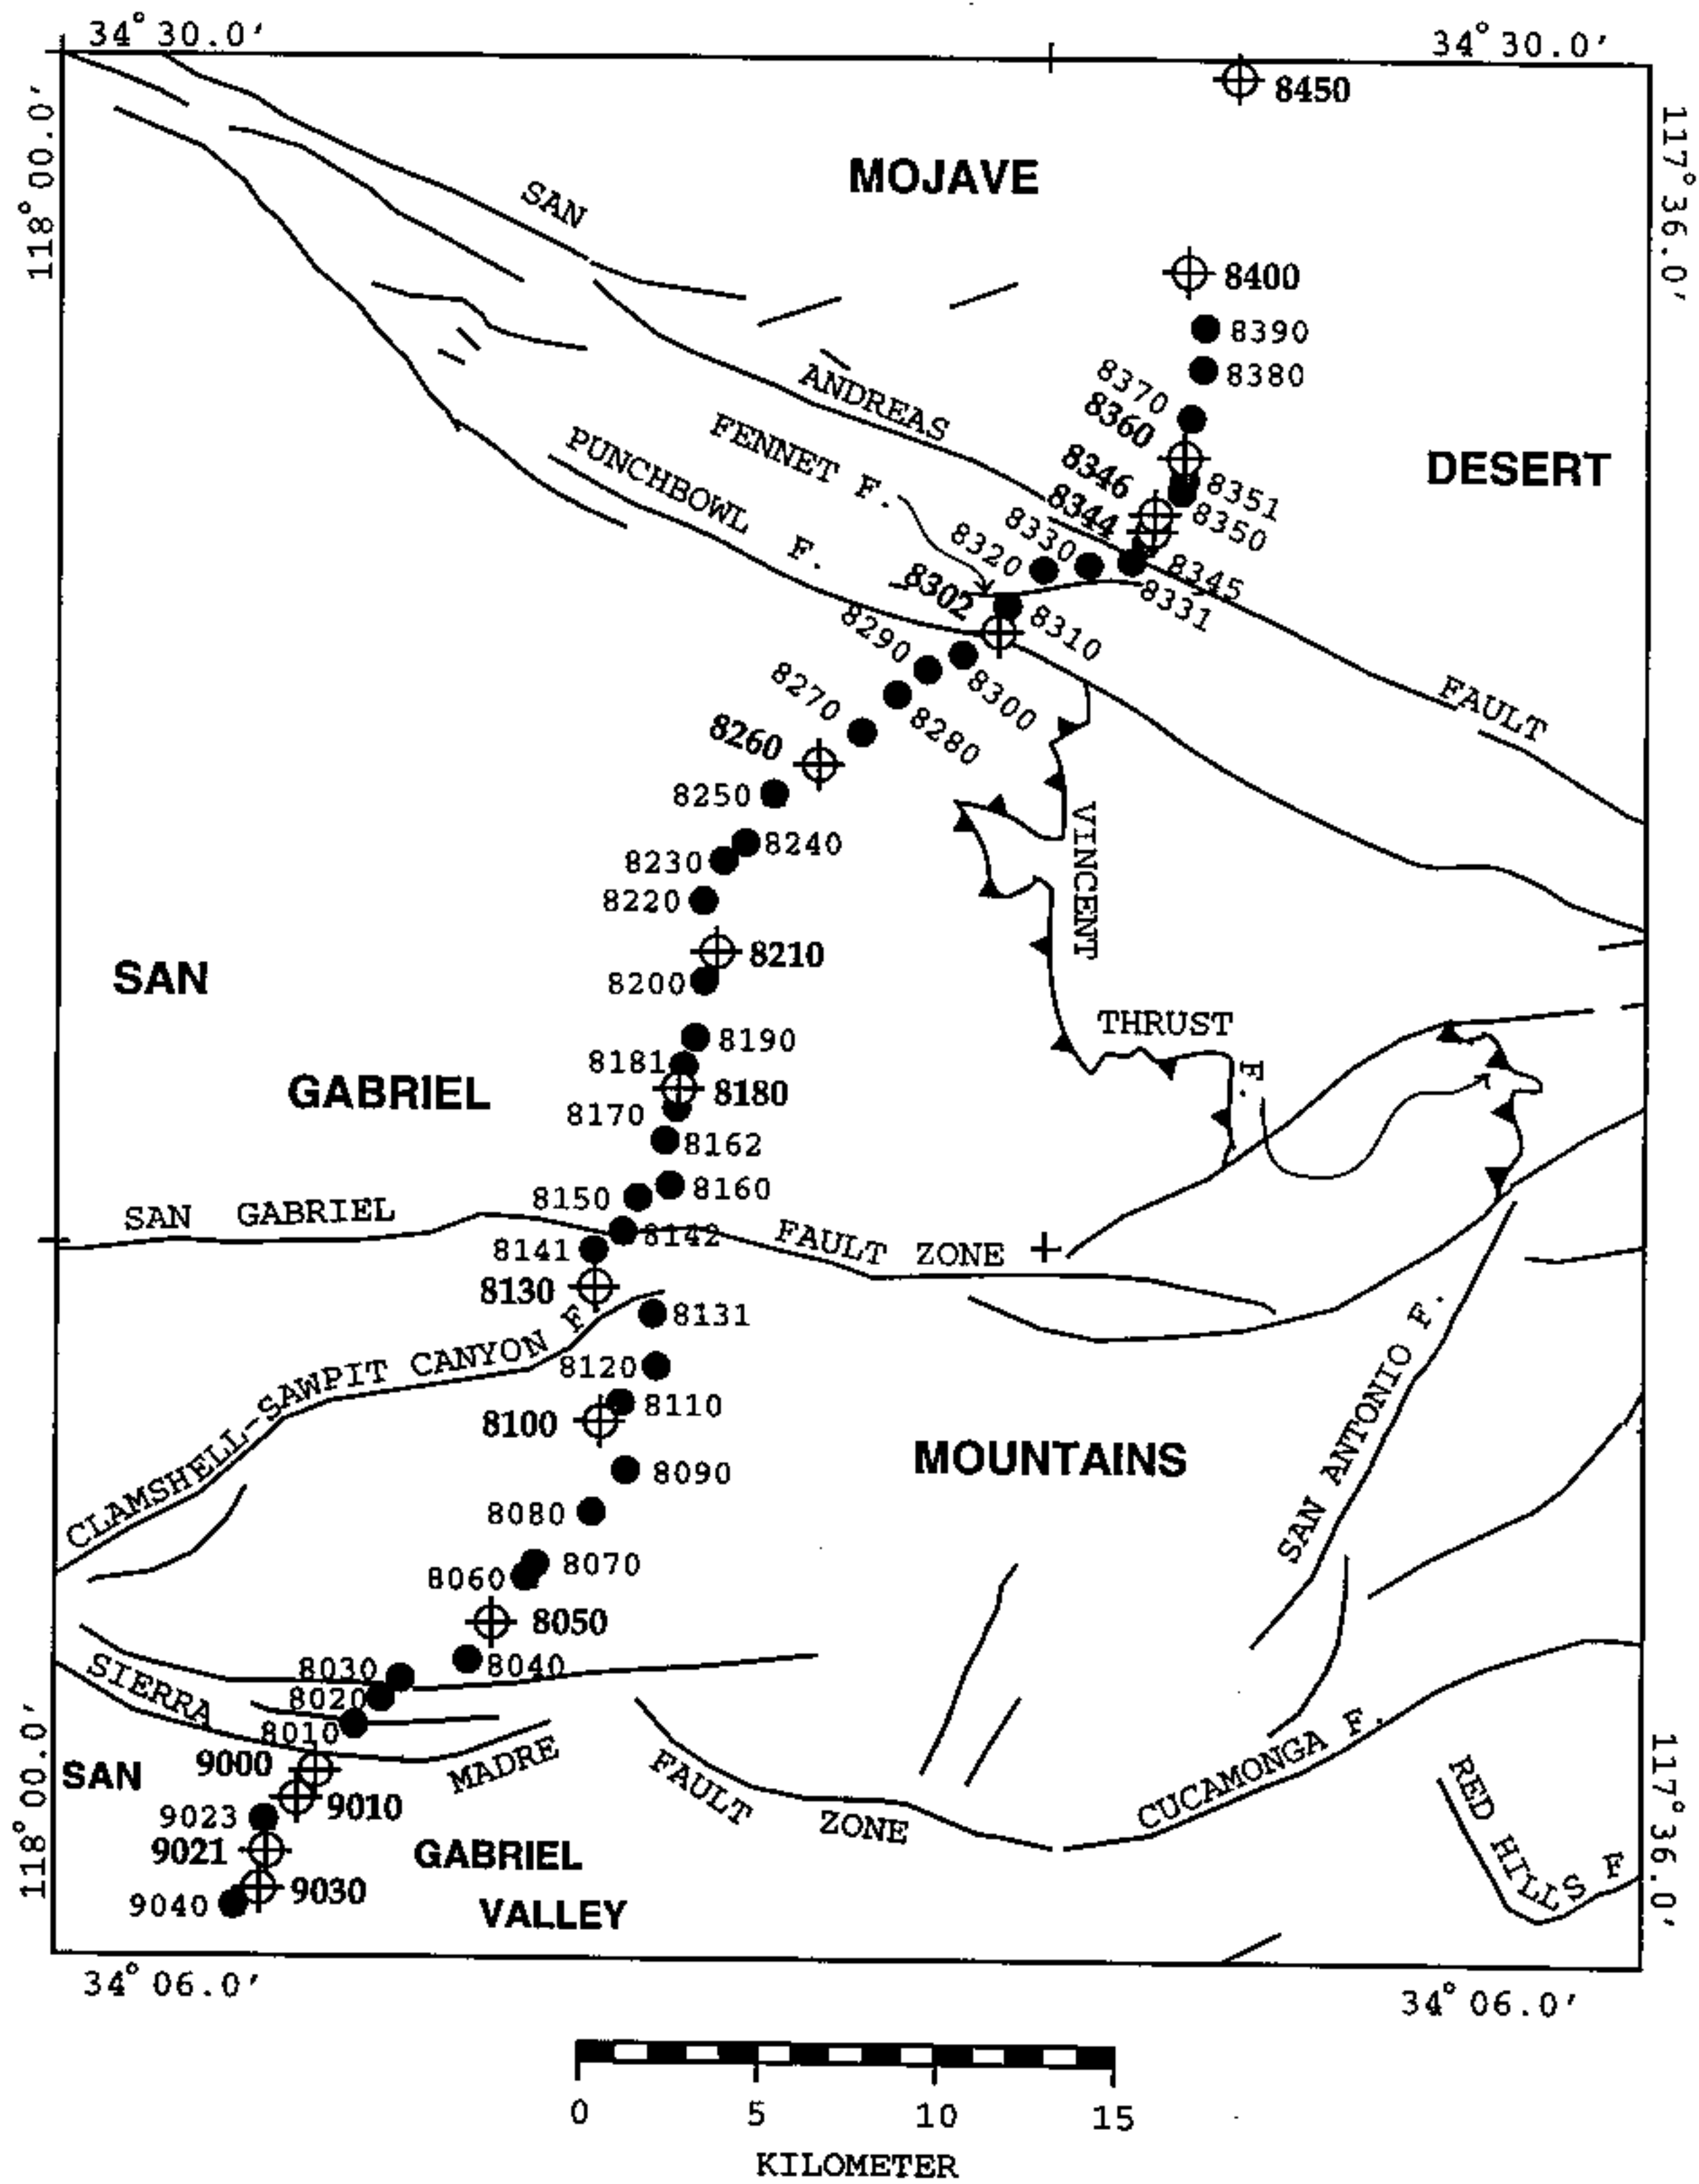 34° 30.0'
34° 30.0'
118° 00.0'
117° 36.0'
8450
MOJAVE
SAN
8400
8390
8380
8370
8360
ANDREAS
FENNET F.
PUNCHBOWL F.
8346
8344
DESERT
8351
8350
8330
8320
8345
8331
8302
8310
8290
8300
8270
8280
8260
FAULT
8250
VINCENT
8240
8230
8220
8210
8200
SAN
THRUST
F.
8190
8181
8180
8170
8162
GABRIEL
8160
8150
SAN GABRIEL
8142
FAULT ZONE
8141
8130
8131
8120
8110
8100
CLAMSHELL-SAWPIT CANYON F
MOUNTAINS
SAN ANTONIO F.
8090
8080
8070
8060
8050
8040
8030
8020
8010
SIERRA
MADRE
FAULT
ZONE
CUCAMONGA F.
RED HILLS F
9000
SAN
9010
9023
9021
GABRIEL
9030
VALLEY
9040
118° 00.0'
117° 36.0'
34° 06.0'
34° 06.0'
0 5 10 15
KILOMETER